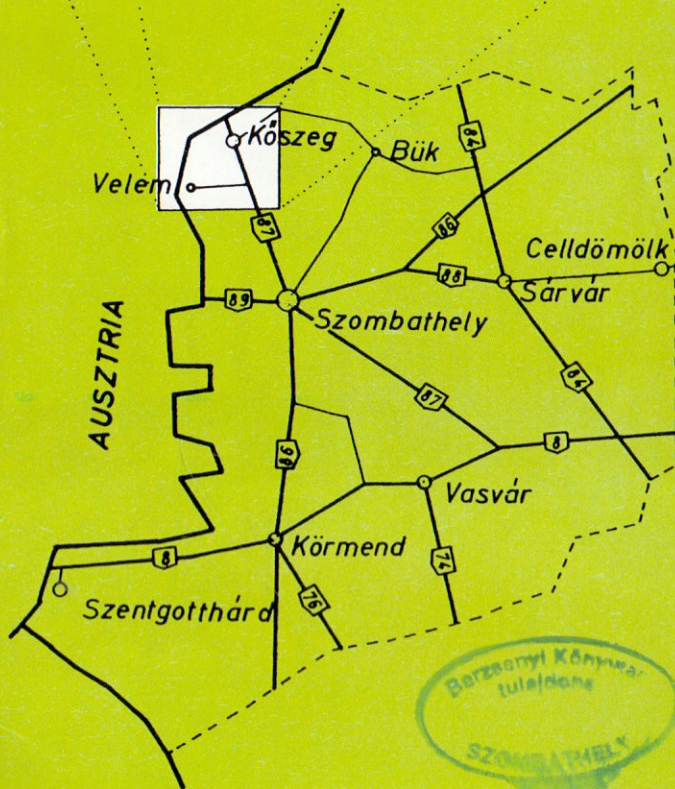 Kőszeg
84
Bük
Velem
87
86
Celldömölk
88
89
Sárvár
Szombathely
AUSZTRIA
84
87
8
86
Vasvár
Körmend
8
74
76
Szentgotthárd
Berzsenyi Könyvtár
tulajdona
SZOMBATHELY